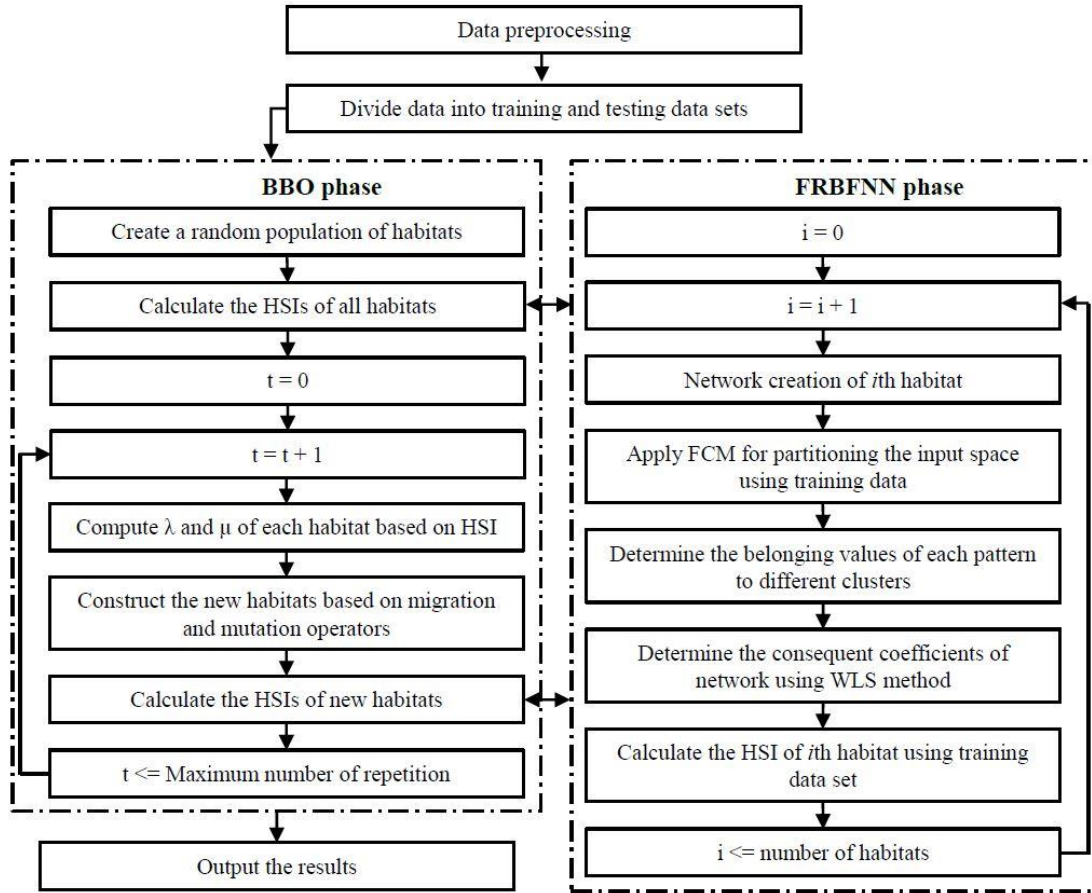 Data preprocessing
Divide data into training and testing data sets
BBO phase
Create a random population of habitats
Calculate the HSIs of all habitats
t = 0
t = t + 1
Compute λ and μ of each habitat based on HSI
Construct the new habitats based on migration
and mutation operators
Calculate the HSIs of new habitats
t <= Maximum number of repetition
Output the results
FRBFNN phase
i = 0
i = i + 1
Network creation of ith habitat
Apply FCM for partitioning the input space
using training data
Determine the belonging values of each pattern
to different clusters
Determine the consequent coefficients of
network using WLS method
Calculate the HSI of ith habitat using training
data set
i <= number of habitats